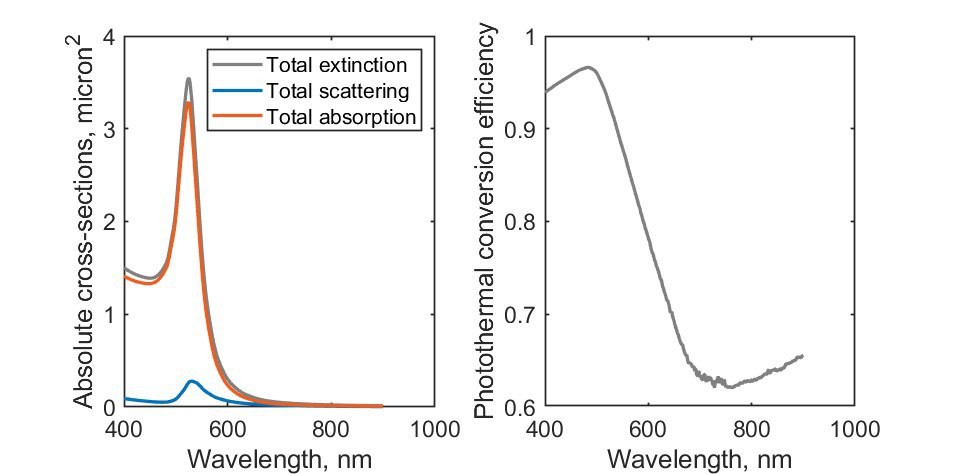 Absolute cross-sections, micron²
4
3
2
1
0
Total extinction
Total scattering
Total absorption
400 600 800 1000
Wavelength, nm
Photothermal conversion efficiency
1
0.9
0.8
0.7
0.6
400 600 800 1000
Wavelength, nm